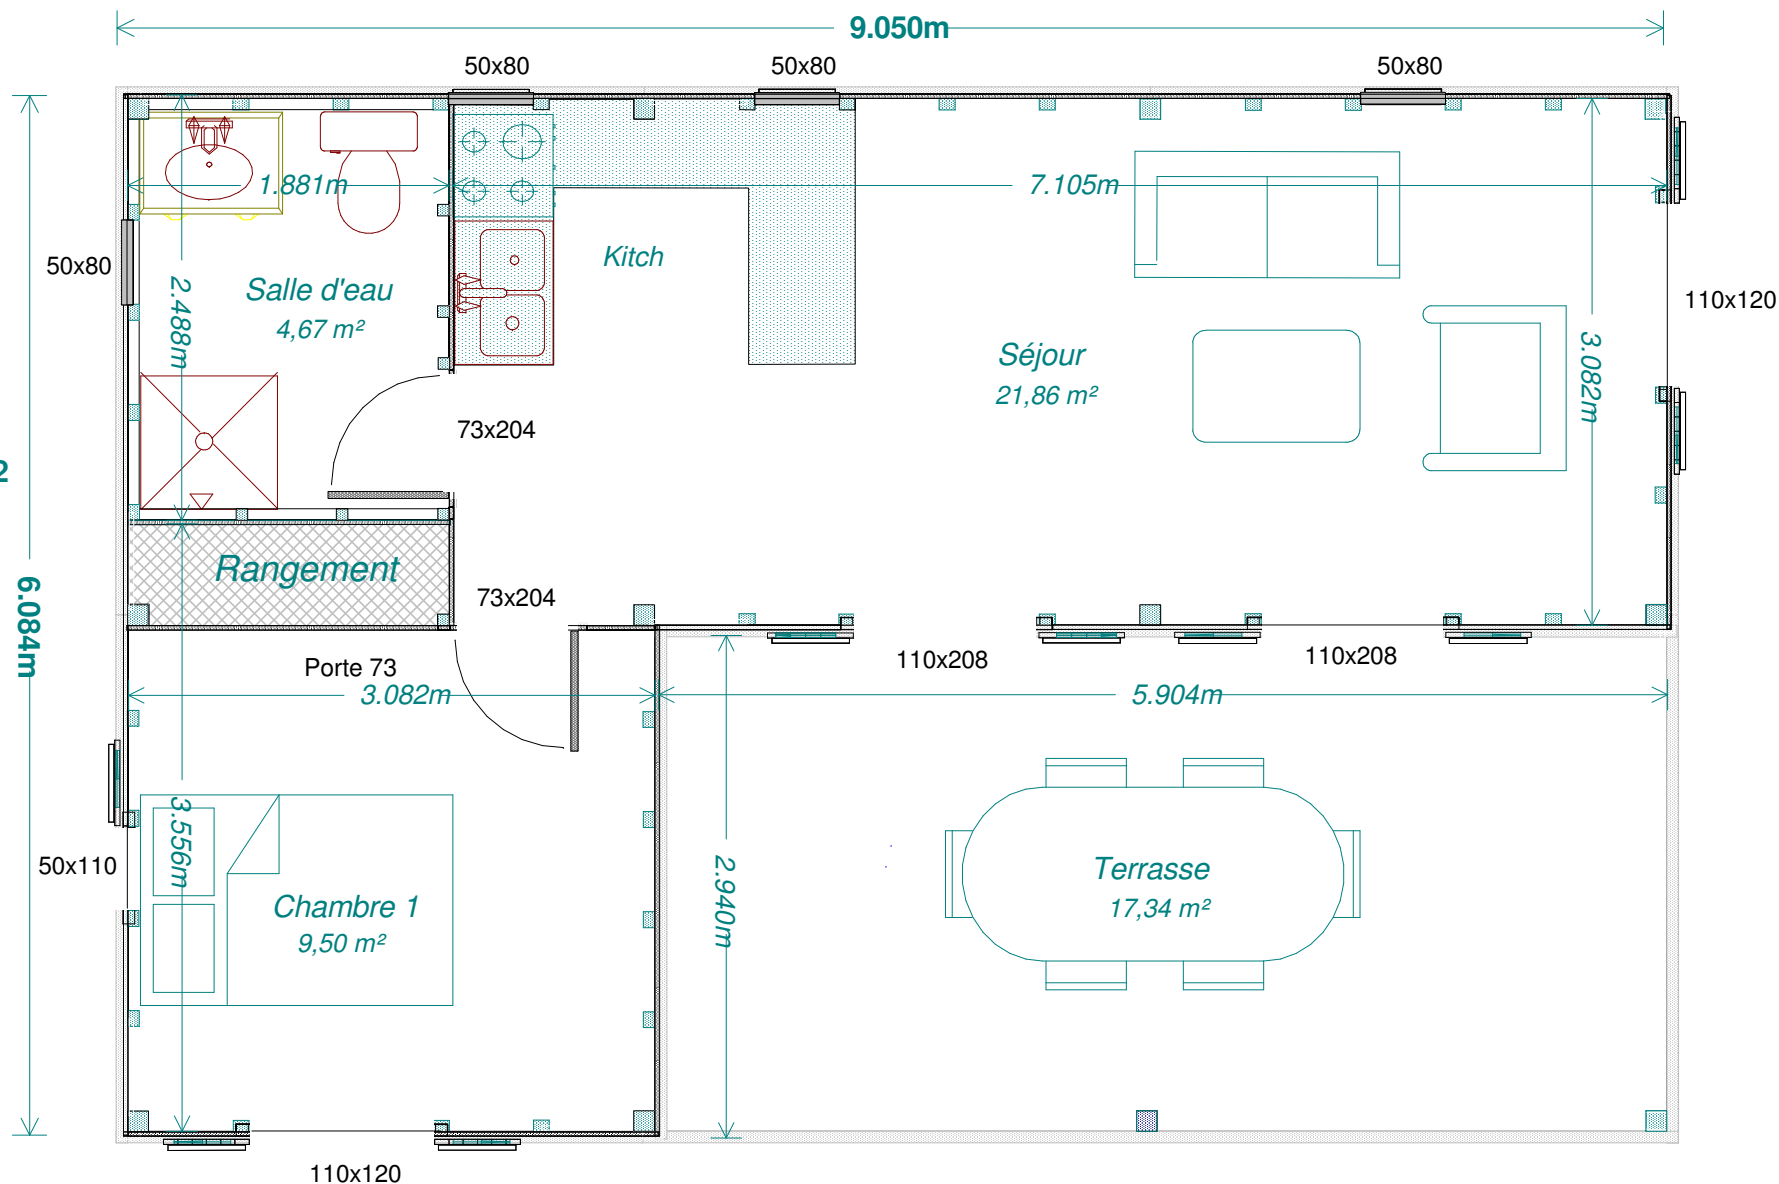 9.050m
50x80
50x80
50x80
1.881m
7.105m
50x80
Kitch
Salle d'eau
4,67 m²
2.488m
110x120
Séjour
21,86 m²
3.082m
73x204
2
Rangement
73x204
6.084m
Porte 73
110x208
110x208
3.082m
5.904m
50x110
3.556m
Chambre 1
9,50 m²
2.940m
Terrasse
17,34 m²
110x120